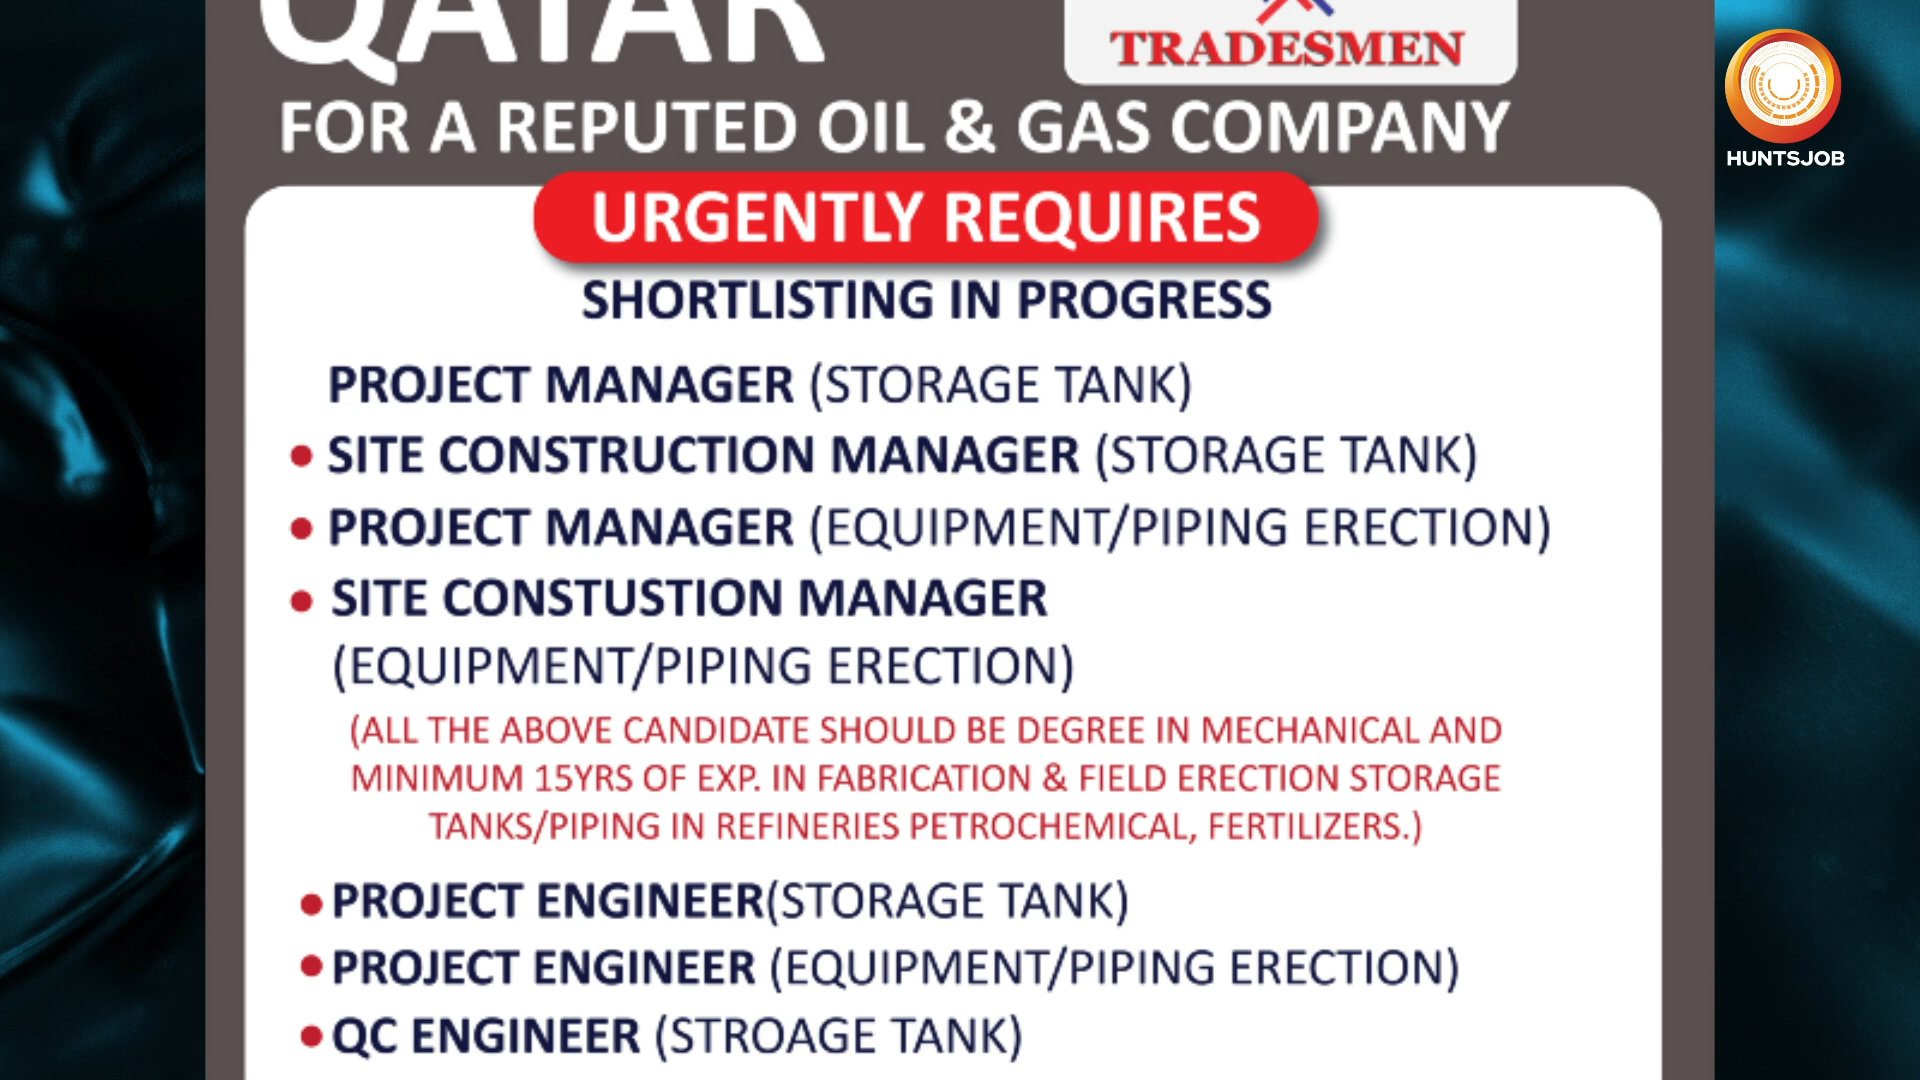 QATAR
TRADESMEN
FOR A REPUTED OIL & GAS COMPANY
HUNTSJOB
URGENTLY REQUIRES
SHORTLISTING IN PROGRESS
PROJECT MANAGER (STORAGE TANK)
• SITE CONSTRUCTION MANAGER (STORAGE TANK)
• PROJECT MANAGER (EQUIPMENT/PIPING ERECTION)
• SITE CONSTUSTION MANAGER
(EQUIPMENT/PIPING ERECTION)
(ALL THE ABOVE CANDIDATE SHOULD BE DEGREE IN MECHANICAL AND
MINIMUM 15YRS OF EXP. IN FABRICATION & FIELD ERECTION STORAGE
TANKS/PIPING IN REFINERIES PETROCHEMICAL, FERTILIZERS.)
• PROJECT ENGINEER(STORAGE TANK)
• PROJECT ENGINEER (EQUIPMENT/PIPING ERECTION)
• QC ENGINEER (STROAGE TANK)